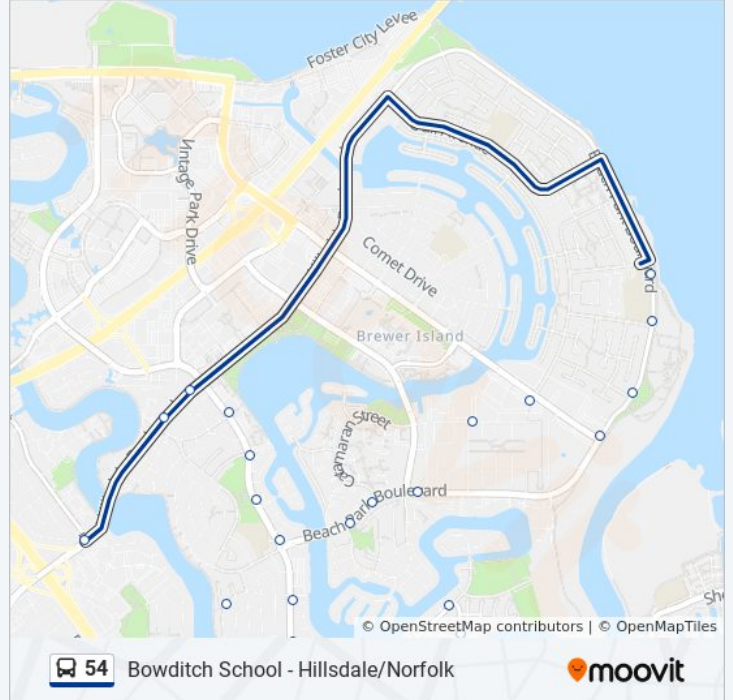 Foster City Levee
Vintage Park Drive
Comet Drive
Brewer Island
Catamaran Street
Beach Park Boulevard
© OpenStreetMap contributors | © OpenMapTiles
54
Bowditch School - Hillsdale/Norfolk
moovit